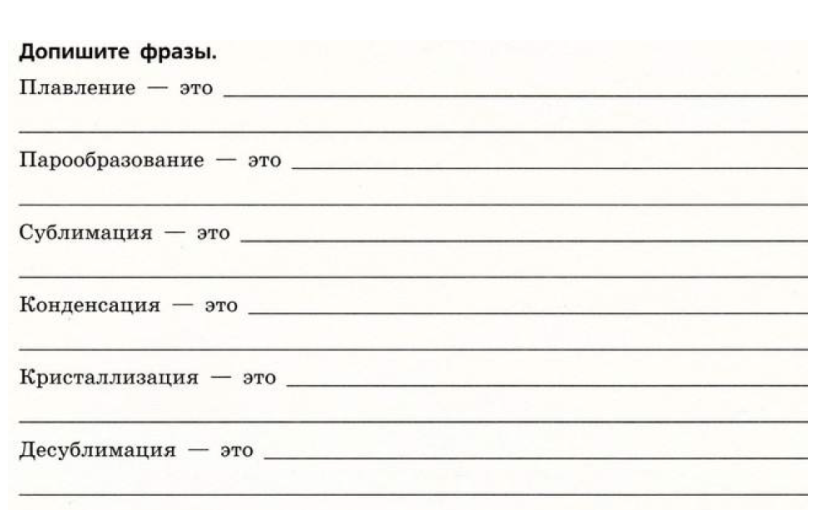 Допишите фразы.
Плавление — это
Парообразование — это
Сублимация — это
Конденсация — это
Кристаллизация — это
Десублимация — это